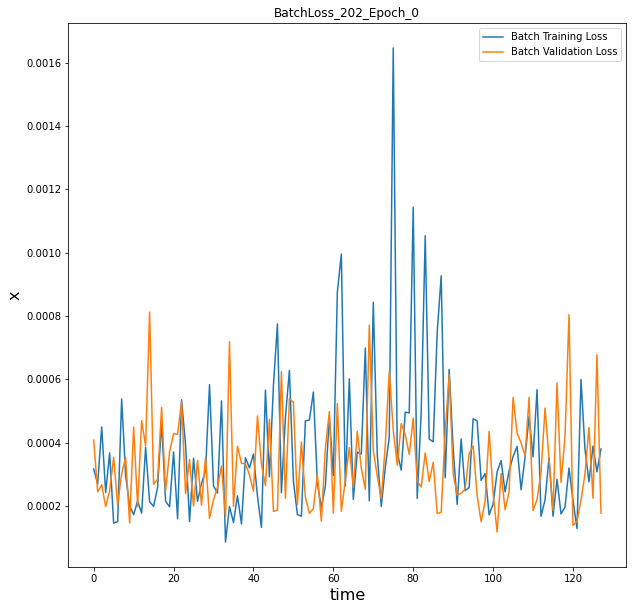 BatchLoss_202_Epoch_0
Batch Training Loss
Batch Validation Loss
0.0016
0.0014
0.0012
0.0010
0.0008
0.0006
0.0004
0.0002
x
0 20 40 60 80 100 120
time